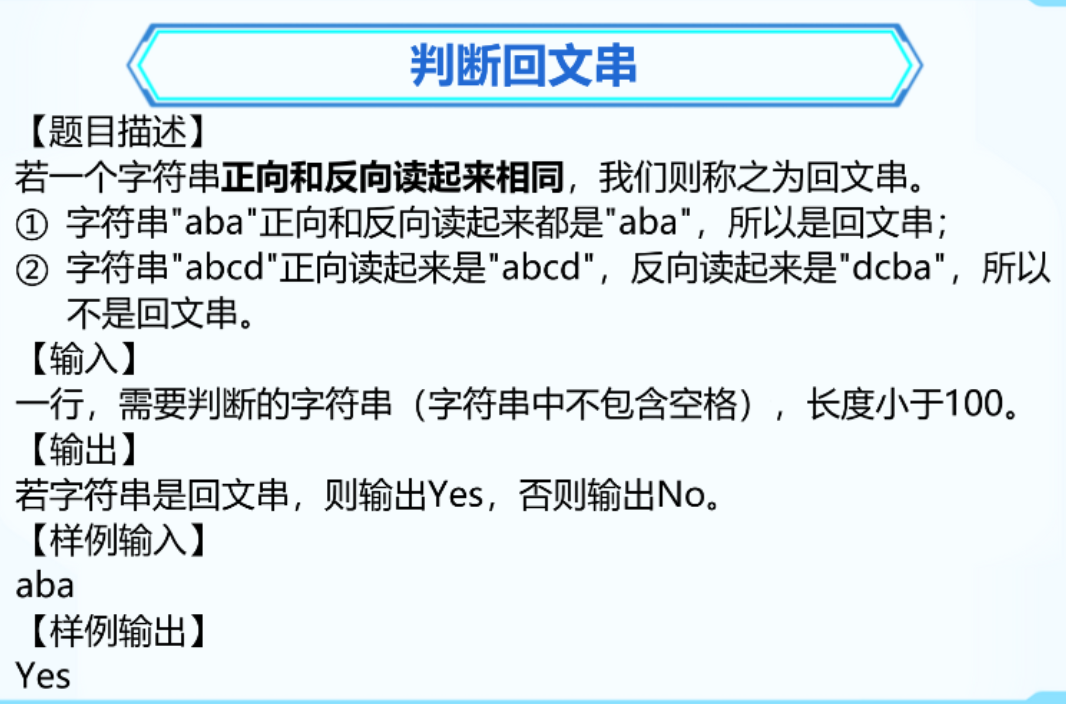 判断回文串
【题目描述】
若一个字符串正向和反向读起来相同，我们则称之为回文串。
① 字符串"aba"正向和反向读起来都是"aba"，所以是回文串；
② 字符串"abcd"正向读起来是"abcd"，反向读起来是"dcba"，所以
不是回文串。
【输入】
一行，需要判断的字符串（字符串中不包含空格），长度小于100。
【输出】
若字符串是回文串，则输出Yes，否则输出No。
【样例输入】
aba
【样例输出】
Yes